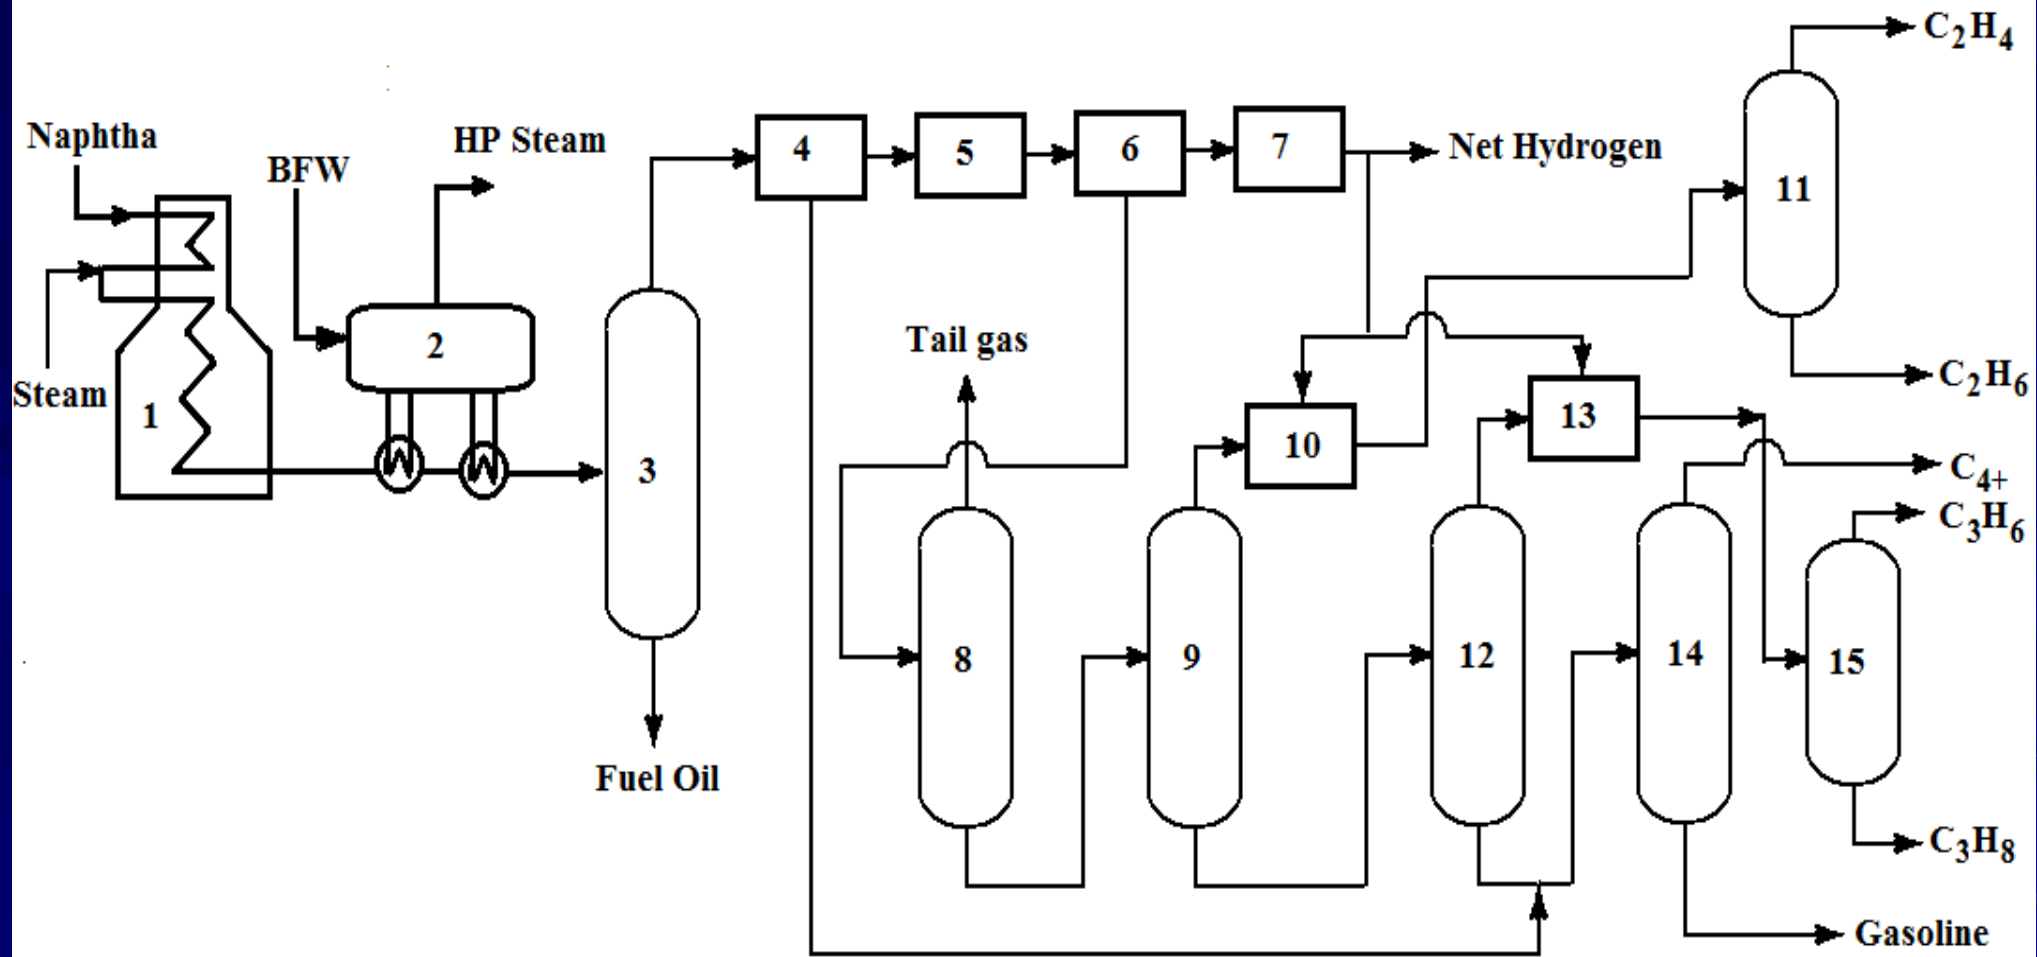 C2H4
Naphtha
HP Steam
BFW
4
5
6
7
Net Hydrogen
11
Tail gas
2
Steam
1
C2H6
10
13
3
C4+
C3H6
8
9
12
14
15
Fuel Oil
C3H8
Gasoline